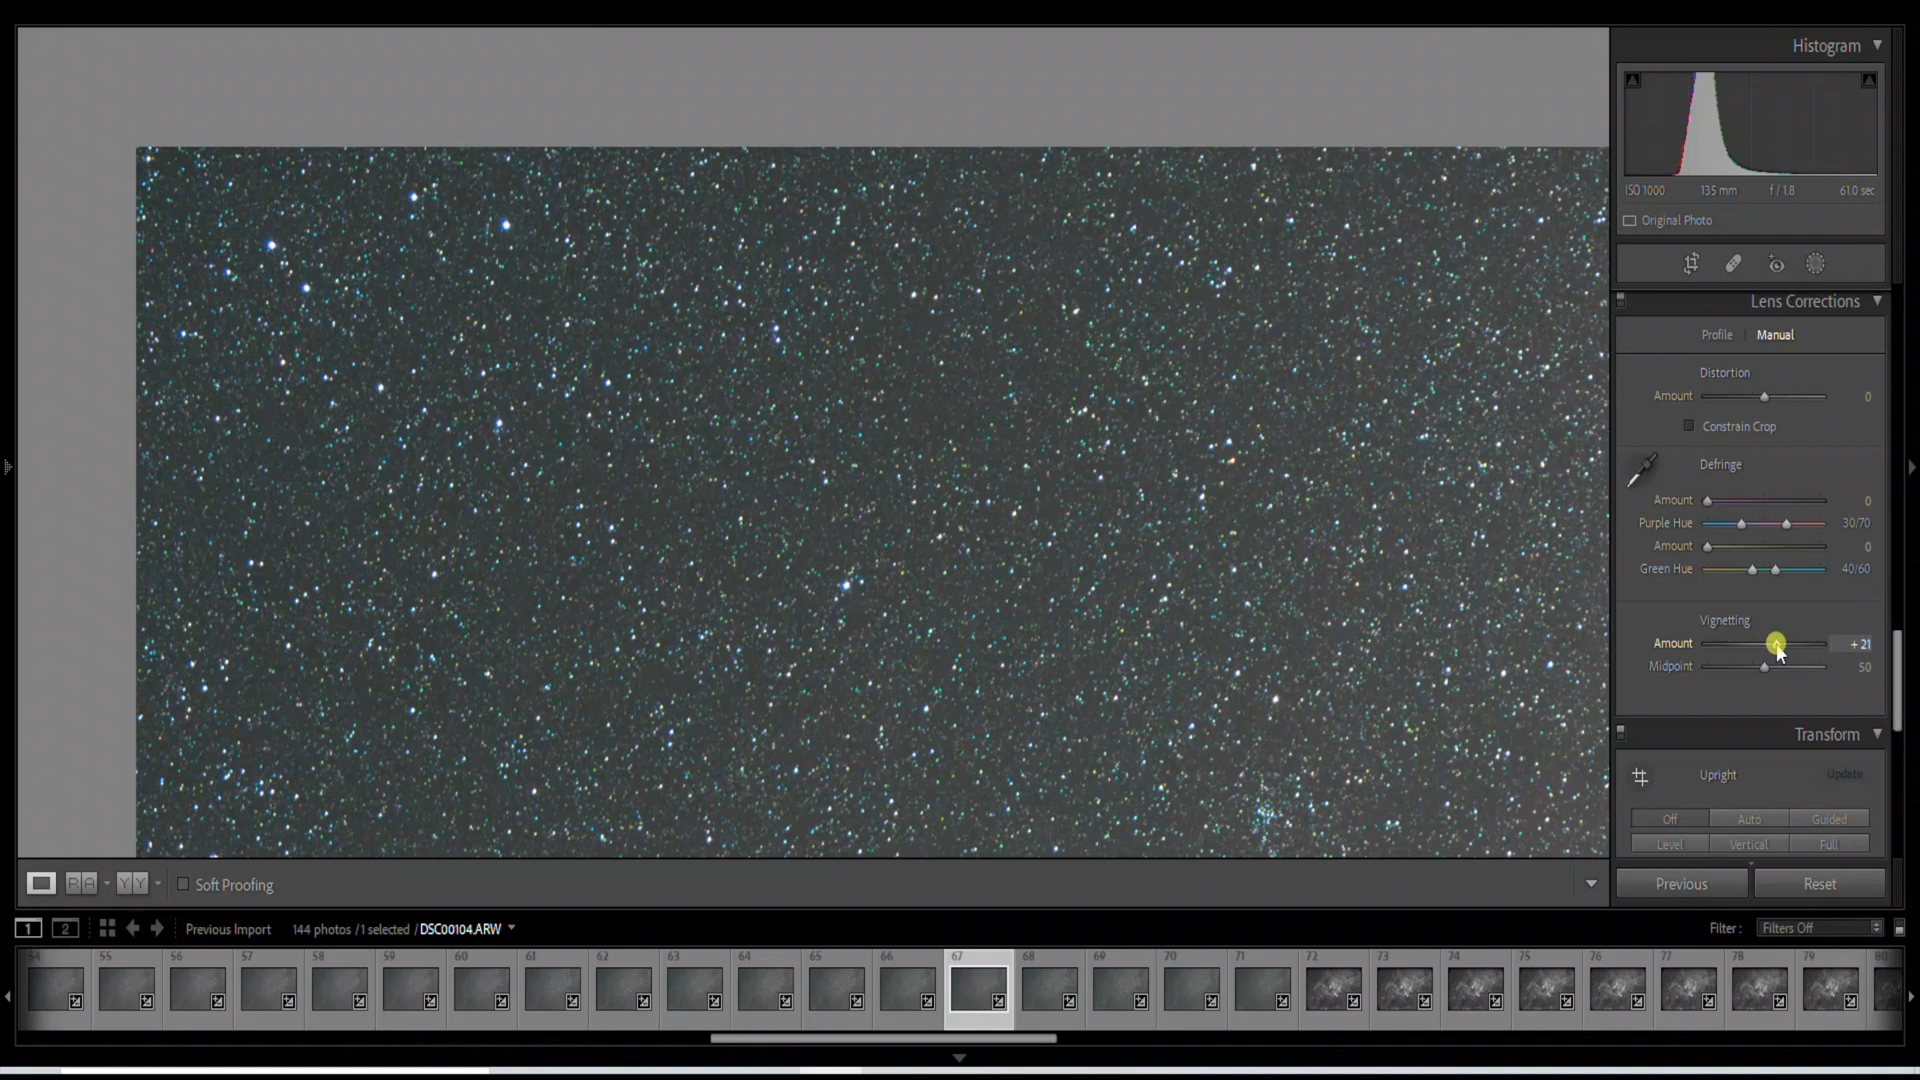 Histogram
ISO 1000 135 mm f / 1.8 61.0 sec
Original Photo
Lens Corrections
Profile Manual
Distortion
Amount 0
Constrain Crop
Defringe
Amount 0
Purple Hue 30/70
Amount 0
Green Hue 40/60
Vignetting
Amount + 21
Midpoint 50
Transform
Upright Update
Off Auto Guided
Level Vertical Full
R A Y Y Soft Proofing
Previous Reset
1 2 Previous Import 144 photos / 1 selected / DSC00104.ARW
Filter : Filters Off
54 55 56 57 58 59 60 61 62 63 64 65 66 67 68 69 70 71 72 73 74 75 76 77 78 79 80